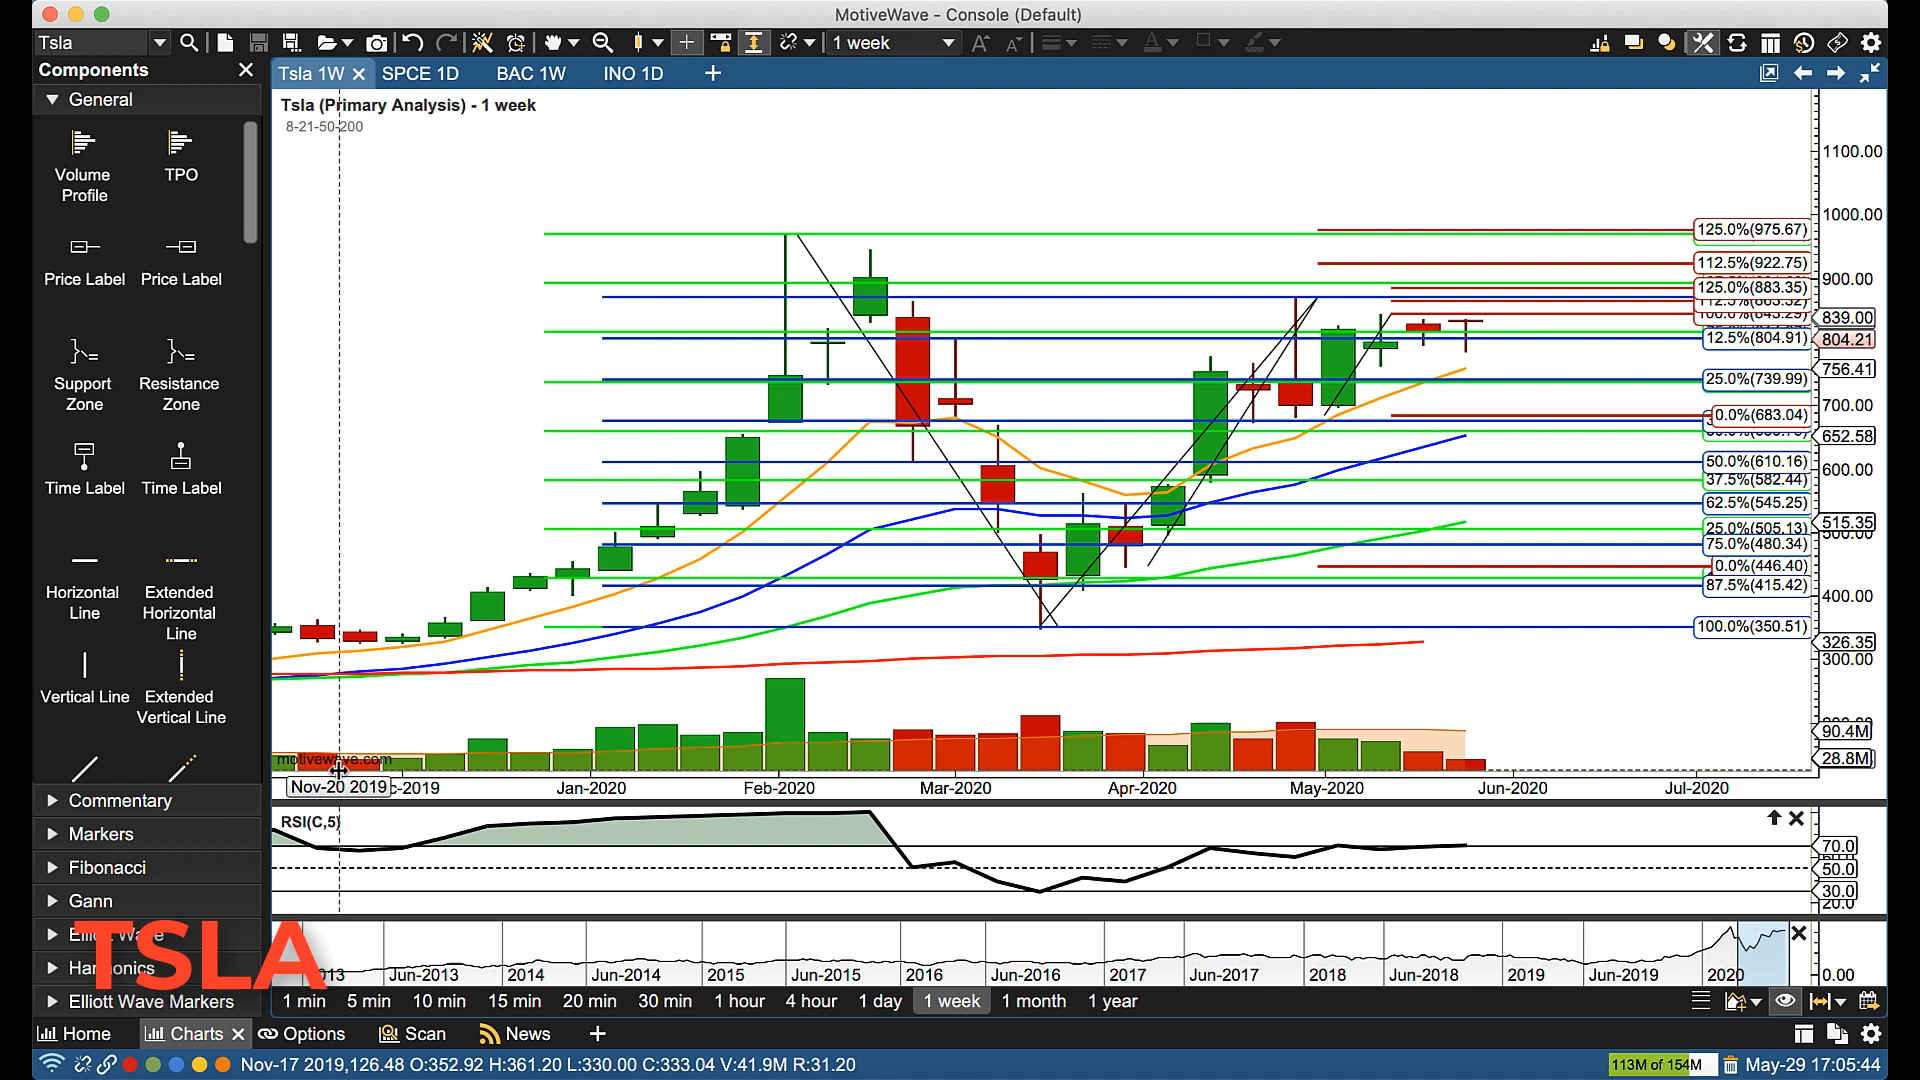 MotiveWave - Console (Default)
Tsla
1 week
Components
General
Volume
Profile
TPO
Price Label
Price Label
Support
Zone
Resistance
Zone
Time Label
Time Label
Horizontal
Line
Extended
Horizontal
Line
Vertical Line
Extended
Vertical Line
Commentary
Markers
Fibonacci
Gann
Elliott Wave
Harmonics
Elliott Wave Markers
TSLA
Tsla 1W
SPCE 1D
BAC 1W
INO 1D
Tsla (Primary Analysis) - 1 week
8-21-50-200
1100.00
1000.00
125.0%(975.67)
112.5%(922.75)
900.00
125.0%(883.35)
839.00
12.5%(804.91)
804.21
756.41
25.0%(739.99)
700.00
0.0%(683.04)
652.58
50.0%(610.16)
600.00
37.5%(582.44)
62.5%(545.25)
25.0%(505.13)
515.35
500.00
75.0%(480.34)
0.0%(446.40)
87.5%(415.42)
400.00
100.0%(350.51)
326.35
300.00
90.4M
28.8M
motivewave.com
Nov-20 2019
c-2019
Jan-2020
Feb-2020
Mar-2020
Apr-2020
May-2020
Jun-2020
Jul-2020
RSI(C,5)
70.0
50.0
30.0
20.0
013
Jun-2013
2014
Jun-2014
2015
Jun-2015
2016
Jun-2016
2017
Jun-2017
2018
Jun-2018
2019
Jun-2019
2020
0.00
1 min
5 min
10 min
15 min
20 min
30 min
1 hour
4 hour
1 day
1 week
1 month
1 year
Home
Charts
Options
Scan
News
Nov-17 2019,126.48 O:352.92 H:361.20 L:330.00 C:333.04 V:41.9M R:31.20
113M of 154M
May-29 17:05:44